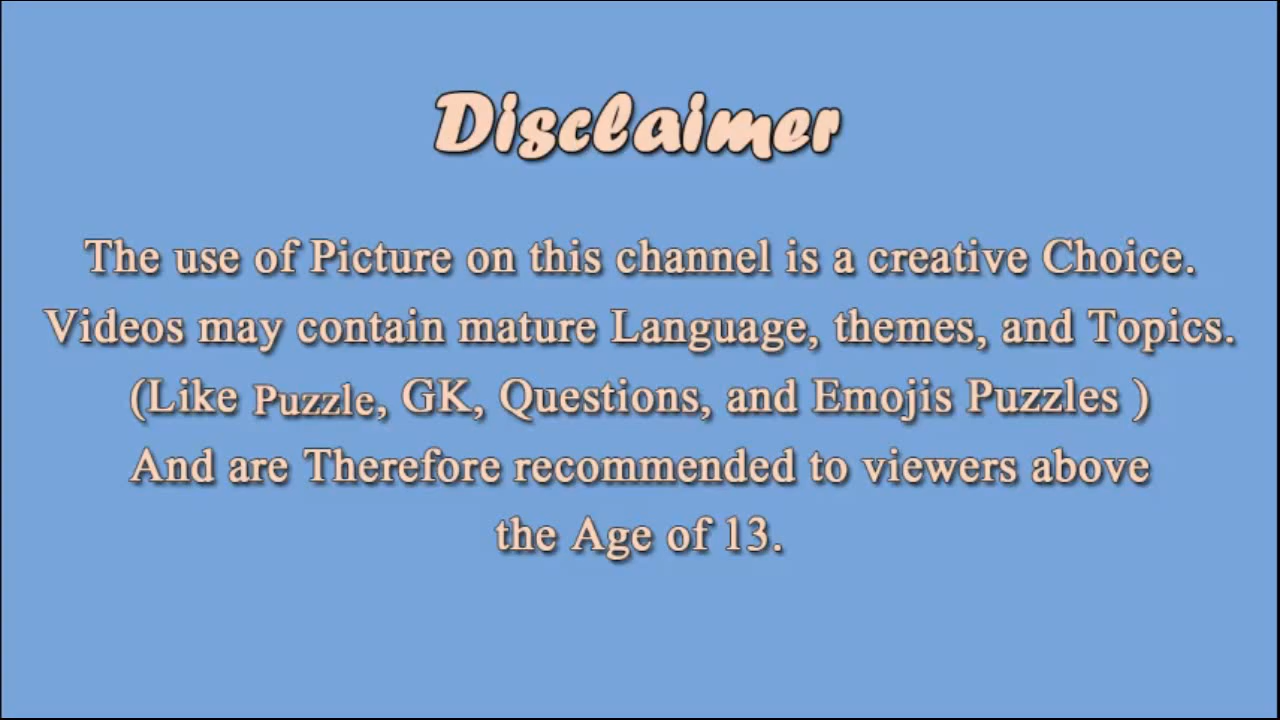 Disclaimer
The use of Picture on this channel is a creative Choice.
Videos may contain mature Language, themes, and Topics.
(Like Puzzle, GK, Questions, and Emojis Puzzles )
And are Therefore recommended to viewers above
the Age of 13.